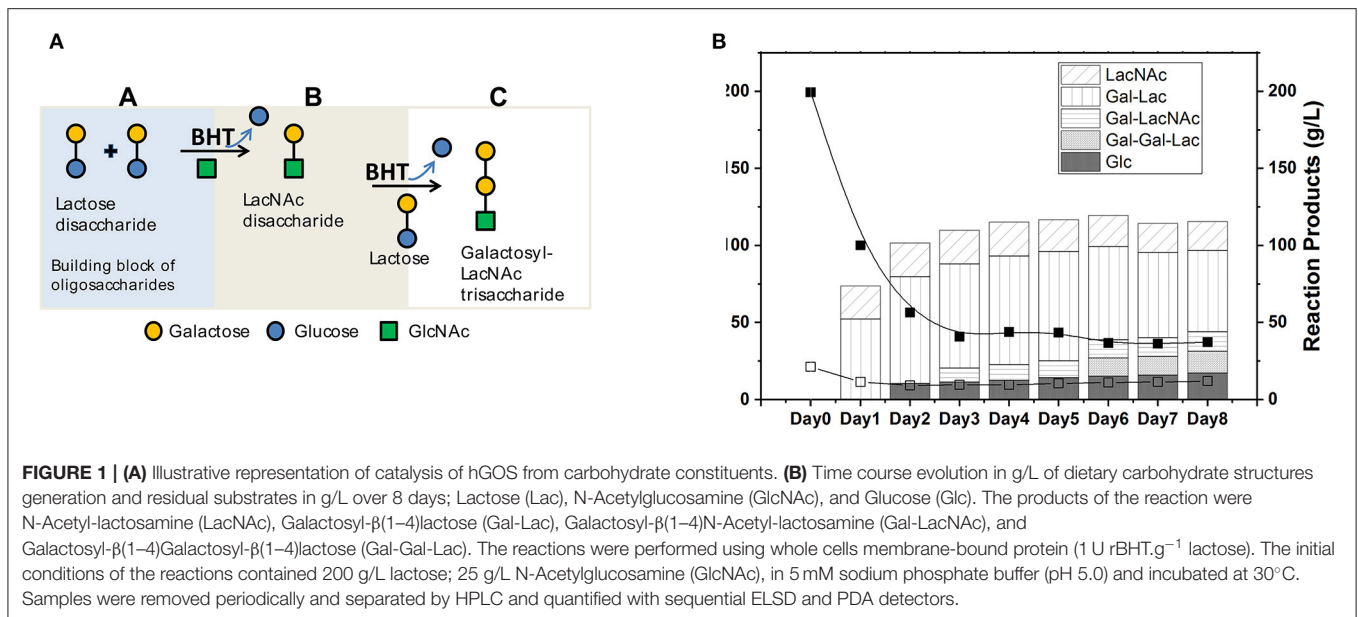 A
A
B
C
BHT
BHT
+
Lactose
disaccharide
LacNAc
disaccharide
Lactose
Galactosyl-
LacNAc
trisaccharide
Building block of
oligosaccharides
Galactose
Glucose
GlcNAc
B
LacNAc
Gal-Lac
Gal-LacNAc
Gal-Gal-Lac
Glc
200
150
100
50
0
200
150
100
50
0
Reaction Products (g/L)
Day0 Day1 Day2 Day3 Day4 Day5 Day6 Day7 Day8
FIGURE 1 | (A) Illustrative representation of catalysis of hGOS from carbohydrate constituents. (B) Time course evolution in g/L of dietary carbohydrate structures
generation and residual substrates in g/L over 8 days; Lactose (Lac), N-Acetylglucosamine (GlcNAc), and Glucose (Glc). The products of the reaction were
N-Acetyl-lactosamine (LacNAc), Galactosyl-β(1–4)lactose (Gal-Lac), Galactosyl-β(1–4)N-Acetyl-lactosamine (Gal-LacNAc), and
Galactosyl-β(1–4)Galactosyl-β(1–4)lactose (Gal-Gal-Lac). The reactions were performed using whole cells membrane-bound protein (1 U rBHT.g⁻¹ lactose). The initial
conditions of the reactions contained 200 g/L lactose; 25 g/L N-Acetylglucosamine (GlcNAc), in 5 mM sodium phosphate buffer (pH 5.0) and incubated at 30°C.
Samples were removed periodically and separated by HPLC and quantified with sequential ELSD and PDA detectors.